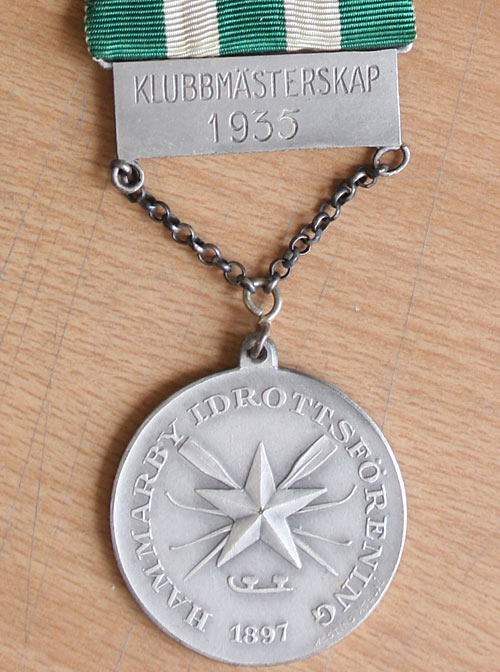 KLUBBMÄSTERSKAP
1935
HAMMARBY IDROTTSFÖRENING
1897